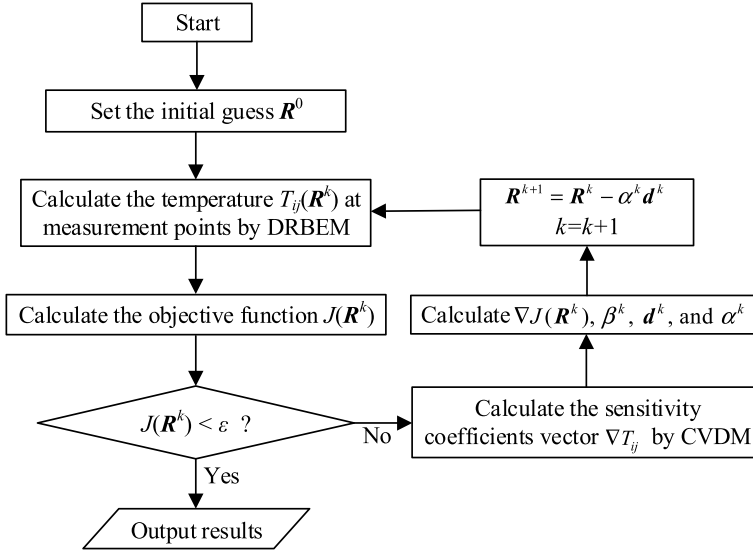 Start
Set the initial guess R⁰
Calculate the temperature Tᵢⱼ(Rᵏ) at
measurement points by DRBEM
Rᵏ⁺¹ = Rᵏ − αᵏdᵏ
k=k+1
Calculate the objective function J(Rᵏ)
Calculate ∇J(Rᵏ), βᵏ, dᵏ, and αᵏ
J(Rᵏ) < ε ?
No
Calculate the sensitivity
coefficients vector ∇Tᵢⱼ by CVDM
Yes
Output results